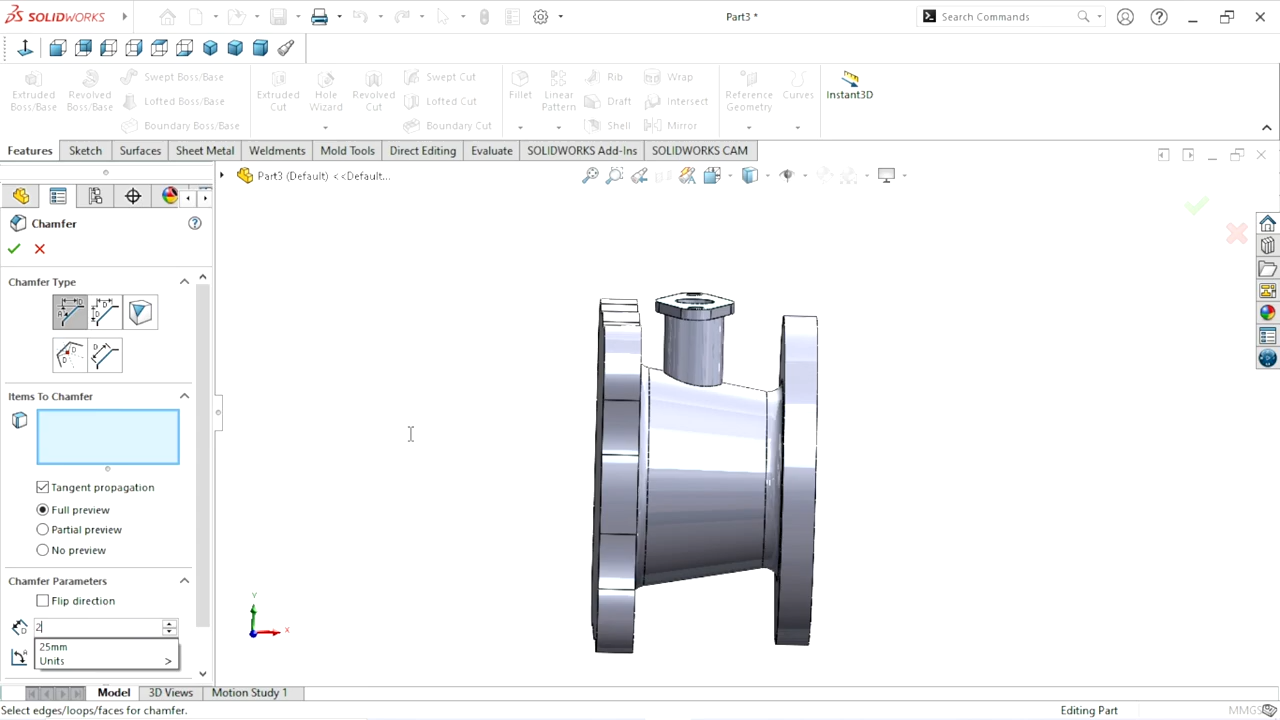 SOLIDWORKS
Part3 *
Search Commands
Extruded Boss/Base
Revolved Boss/Base
Swept Boss/Base
Lofted Boss/Base
Boundary Boss/Base
Extruded Cut
Hole Wizard
Revolved Cut
Swept Cut
Lofted Cut
Boundary Cut
Fillet
Linear Pattern
Rib
Draft
Shell
Wrap
Intersect
Mirror
Reference Geometry
Curves
Instant3D
Features
Sketch
Surfaces
Sheet Metal
Weldments
Mold Tools
Direct Editing
Evaluate
SOLIDWORKS Add-Ins
SOLIDWORKS CAM
Part3 (Default) <<Default...
Chamfer
Chamfer Type
Items To Chamfer
Tangent propagation
Full preview
Partial preview
No preview
Chamfer Parameters
Flip direction
2
25mm
Units >
Y
X
Model
3D Views
Motion Study 1
Select edges/loops/faces for chamfer.
Editing Part
MMGS